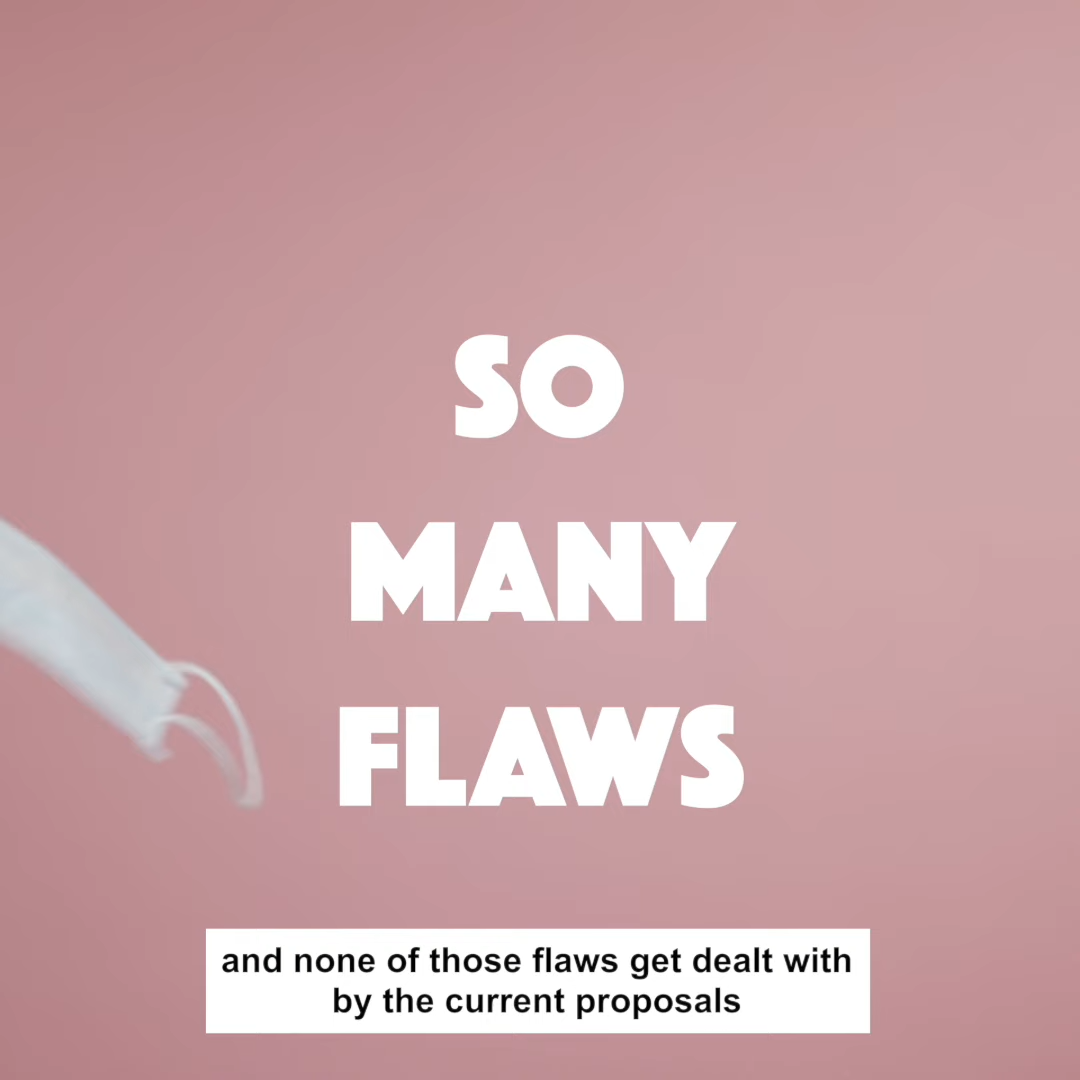 SO
MANY
FLAWS
and none of those flaws get dealt with
by the current proposals